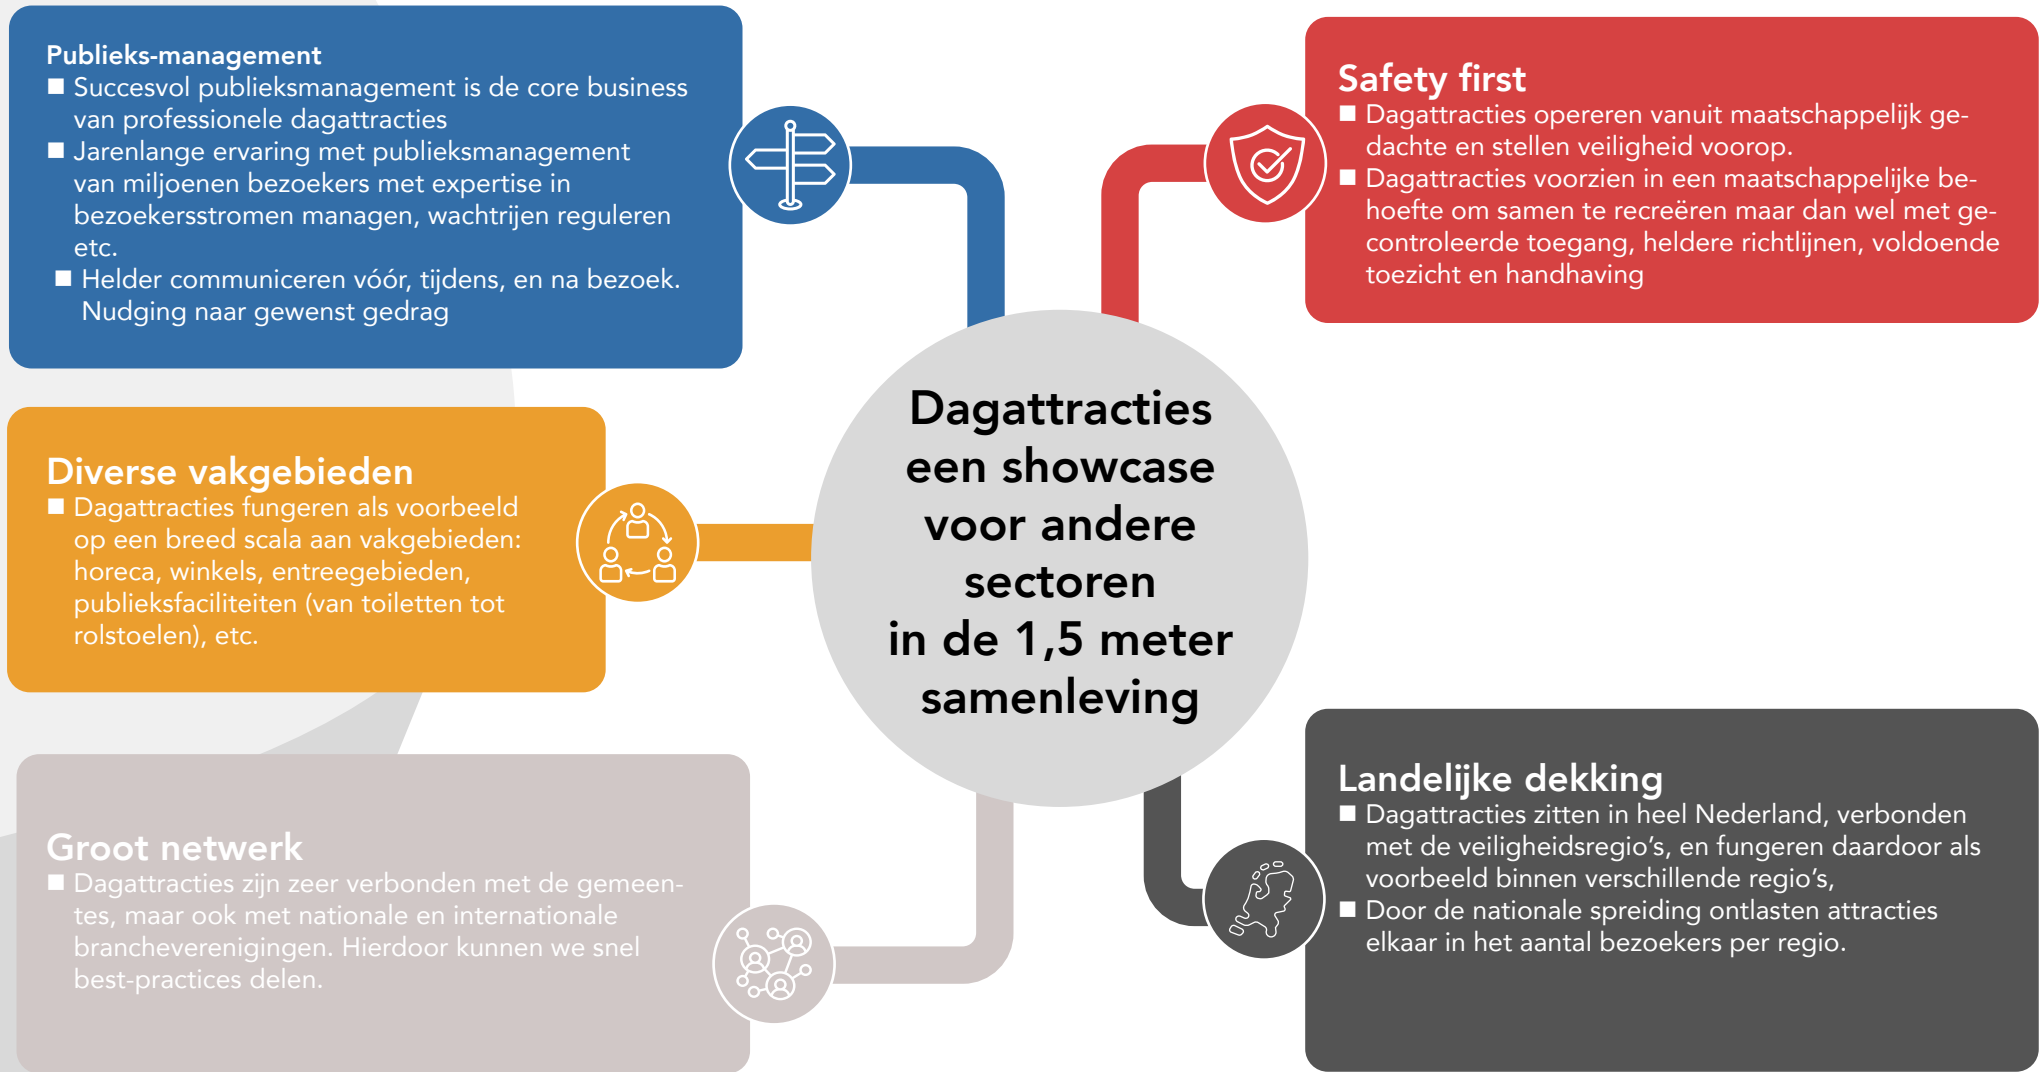 Publieks-management
■ Succesvol publieksmanagement is de core business
van professionele dagattracties
■ Jarenlange ervaring met publieksmanagement
van miljoenen bezoekers met expertise in
bezoekersstromen managen, wachtrijen reguleren
etc.
■ Helder communiceren vóór, tijdens, en na bezoek.
Nudging naar gewenst gedrag
Safety first
■ Dagattracties opereren vanuit maatschappelijk ge-
dachte en stellen veiligheid voorop.
■ Dagattracties voorzien in een maatschappelijke be-
hoefte om samen te recreëren maar dan wel met ge-
controleerde toegang, heldere richtlijnen, voldoende
toezicht en handhaving
Diverse vakgebieden
■ Dagattracties fungeren als voorbeeld
op een breed scala aan vakgebieden:
horeca, winkels, entreegebieden,
publieksfaciliteiten (van toiletten tot
rolstoelen), etc.
Dagattracties
een showcase
voor andere
sectoren
in de 1,5 meter
samenleving
Groot netwerk
■ Dagattracties zijn zeer verbonden met de gemeen-
tes, maar ook met nationale en internationale
brancheverenigingen. Hierdoor kunnen we snel
best-practices delen.
Landelijke dekking
■ Dagattracties zitten in heel Nederland, verbonden
met de veiligheidsregio’s, en fungeren daardoor als
voorbeeld binnen verschillende regio’s,
■ Door de nationale spreiding ontlasten attracties
elkaar in het aantal bezoekers per regio.